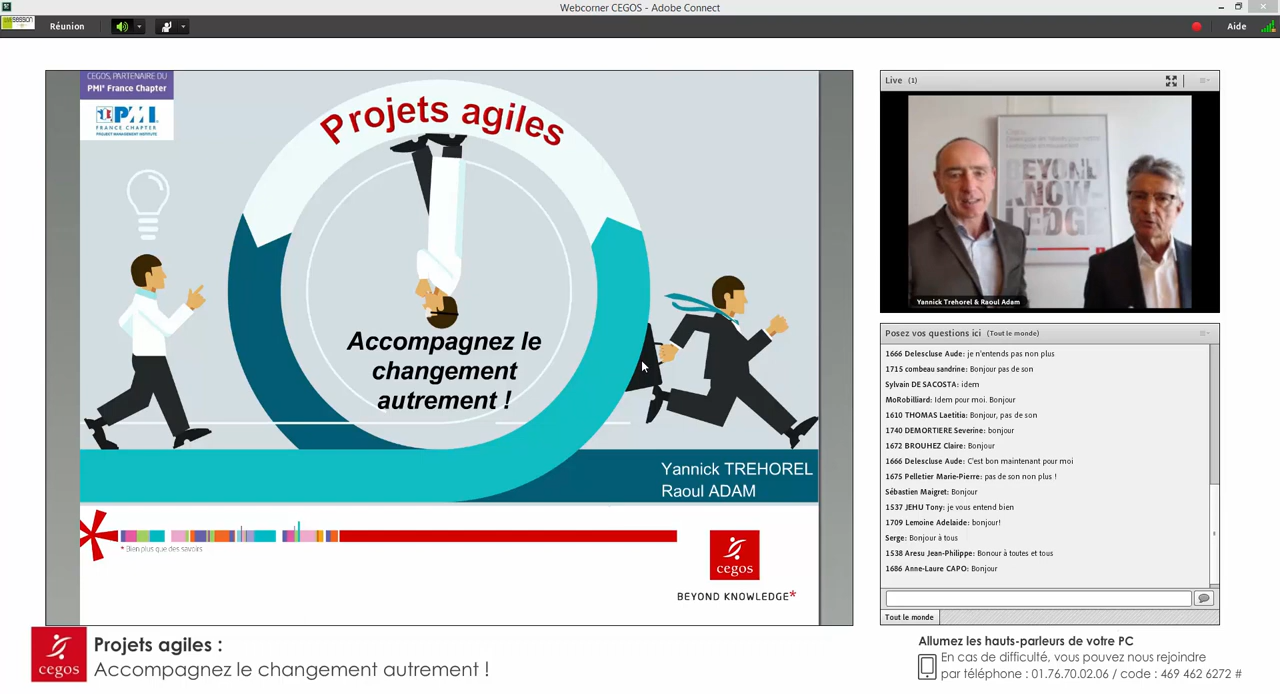 Webcorner CEGOS - Adobe Connect
Réunion
Aide
CEGOS, PARTENAIRE DU
PMI® France Chapter
PMI
FRANCE CHAPTER
PROJECT MANAGEMENT INSTITUTE
Projets agiles
Accompagnez le
changement
autrement !
Yannick TREHOREL
Raoul ADAM
* Bien plus que des savoirs
cegos
BEYOND KNOWLEDGE*
Live (1)
BEYOND
KNOW-
LEDGE
Yannick Trehorel & Raoul Adam
Posez vos questions ici (Tout le monde)
1666 Delescluse Aude: je n'entends pas non plus
1715 combeau sandrine: Bonjour pas de son
Sylvain DE SACOSTA: idem
MoRobilliard: Idem pour moi. Bonjour
1610 THOMAS Laetitia: Bonjour, pas de son
1740 DEMORTIERE Severine: bonjour
1672 BROUHEZ Claire: Bonjour
1666 Delescluse Aude: C'est bon maintenant pour moi
1675 Pelletier Marie-Pierre: pas de son non plus !
Sébastien Maigret: Bonjour
1537 JEHU Tony: je vous entend bien
1709 Lemoine Adelaide: bonjour!
Serge: Bonjour à tous
1538 Aresu Jean-Philippe: Bonour à toutes et tous
1686 Anne-Laure CAPO: Bonjour
Tout le monde
cegos
Projets agiles :
Accompagnez le changement autrement !
Allumez les hauts-parleurs de votre PC
En cas de difficulté, vous pouvez nous rejoindre
par téléphone : 01.76.70.02.06 / code : 469 462 6272 #